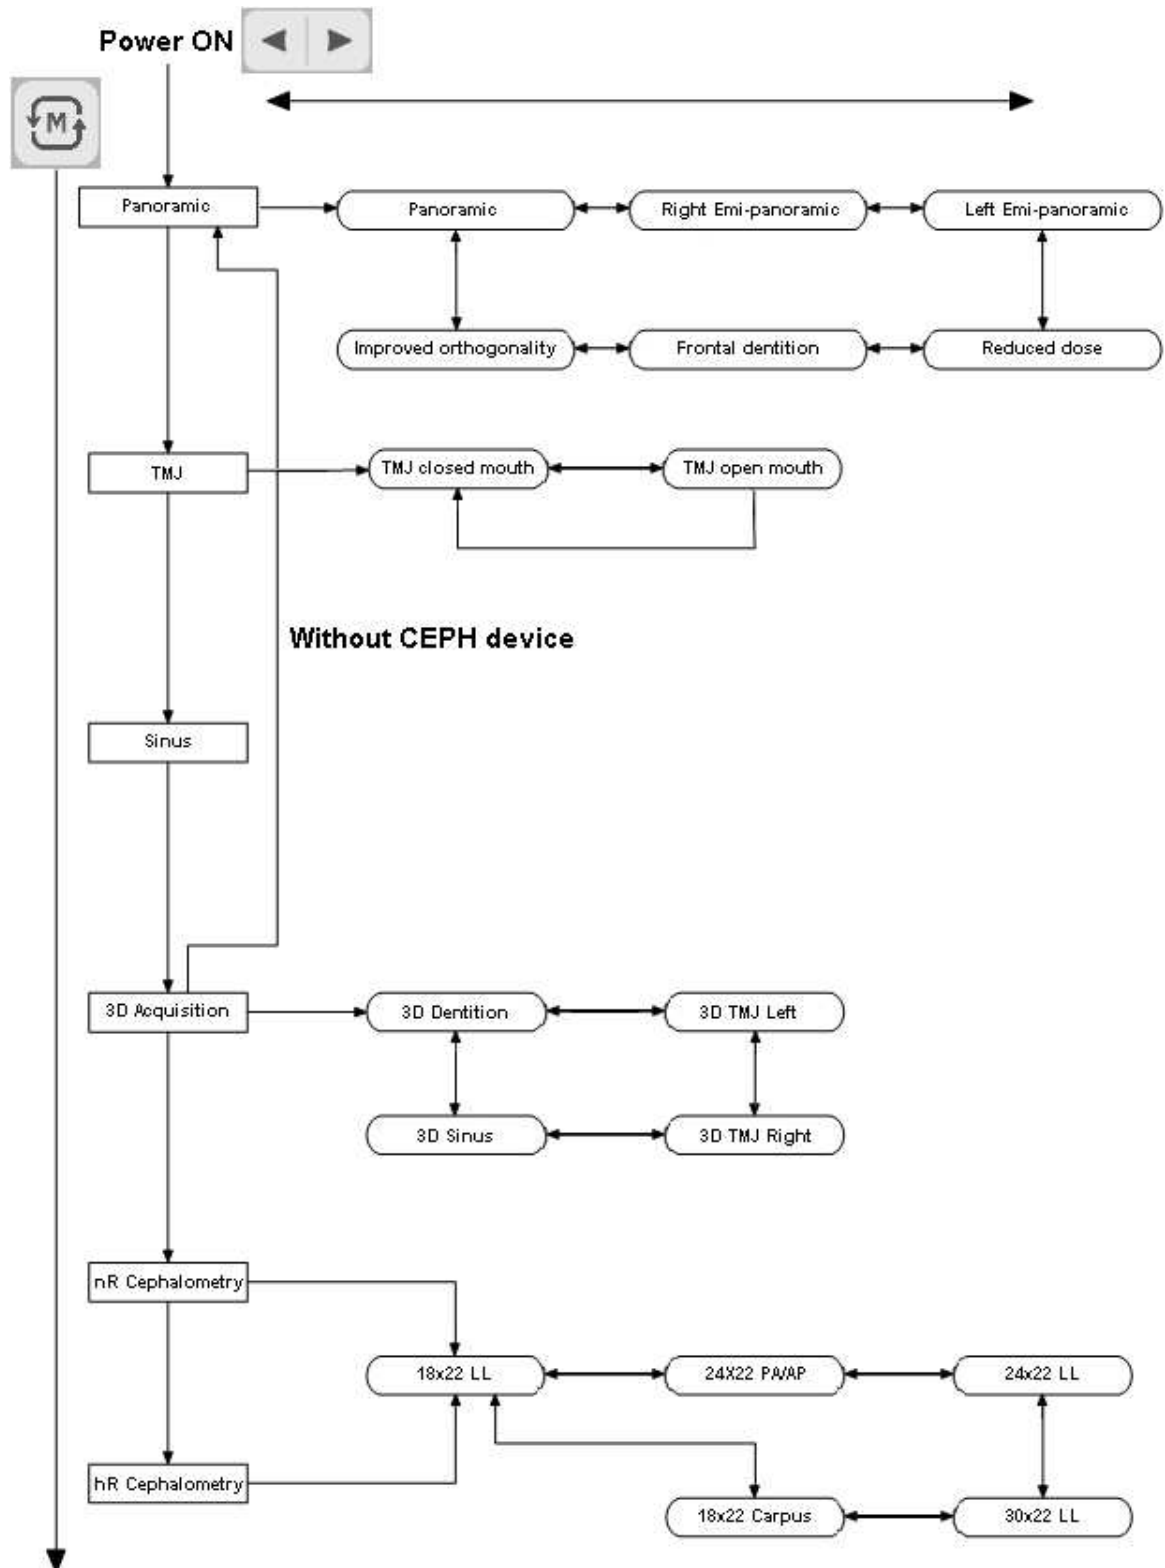 Power ON
M
Panoramic
Panoramic
Right Emi-panoramic
Left Emi-panoramic
Improved orthogonality
Frontal dentition
Reduced dose
TMJ
TMJ closed mouth
TMJ open mouth
Without CEPH device
Sinus
3D Acquisition
3D Dentition
3D TMJ Left
3D Sinus
3D TMJ Right
nR Cephalometry
18x22 LL
24X22 PA/AP
24x22 LL
hR Cephalometry
18x22 Carpus
30x22 LL